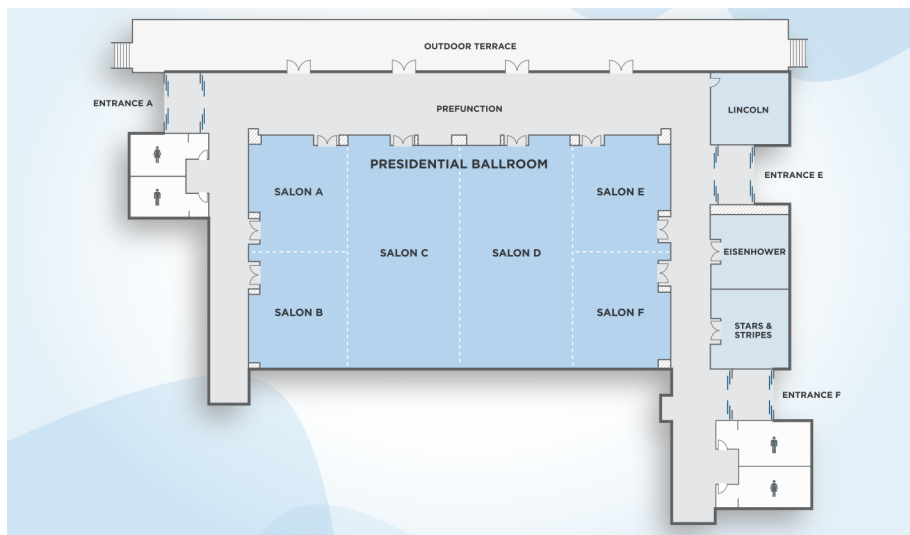 OUTDOOR TERRACE
ENTRANCE A
PREFUNCTION
LINCOLN
PRESIDENTIAL BALLROOM
ENTRANCE E
SALON A
SALON E
SALON C
SALON D
EISENHOWER
SALON B
SALON F
STARS &
STRIPES
ENTRANCE F